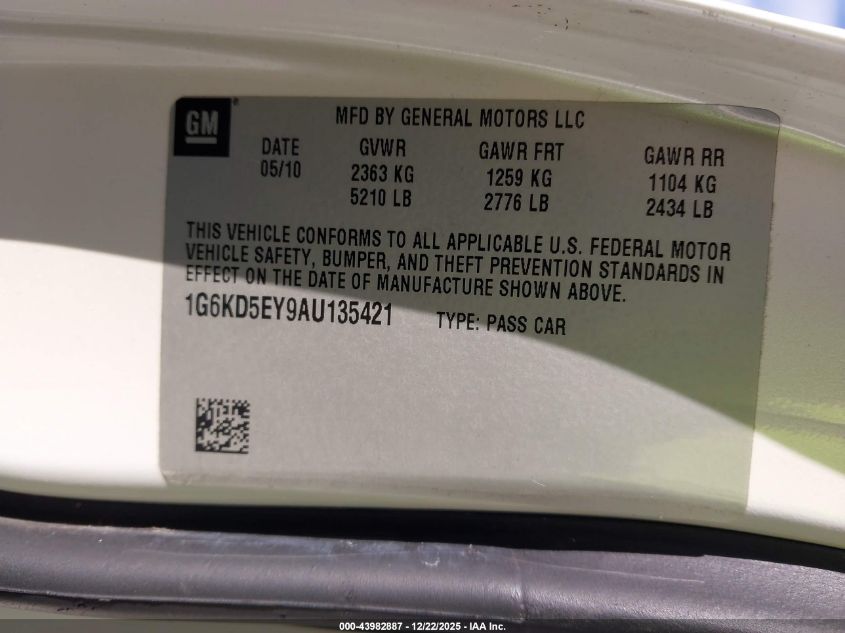 GM
MFD BY GENERAL MOTORS LLC
DATE GVWR GAWR FRT GAWR RR
05/10 2363 KG 1259 KG 1104 KG
5210 LB 2776 LB 2434 LB
THIS VEHICLE CONFORMS TO ALL APPLICABLE U.S. FEDERAL MOTOR
VEHICLE SAFETY, BUMPER, AND THEFT PREVENTION STANDARDS IN
EFFECT ON THE DATE OF MANUFACTURE SHOWN ABOVE.
1G6KD5EY9AU135421 TYPE: PASS CAR
000-43982887 - 12/22/2025 - IAA Inc.